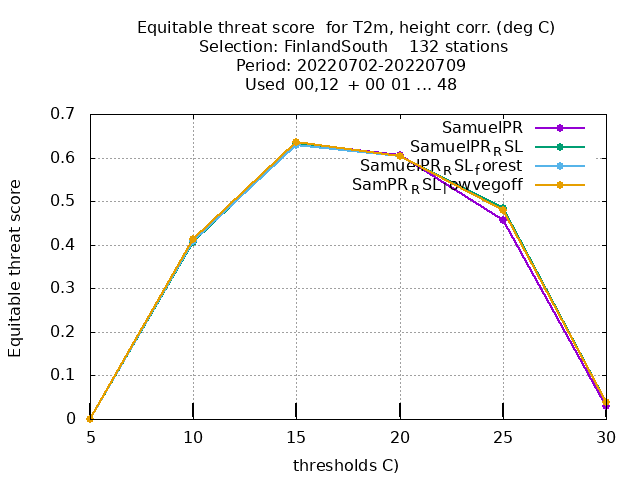 Equitable threat score for T2m, height corr. (deg C)
Selection: FinlandSouth 132 stations
Period: 20220702-20220709
Used 00,12 + 00 01 ... 48
SamuelPR
SamuelPR_RSL
SamuelPR_RSL_forest
SamPR_RSL_lowvegoff
Equitable threat score
0.7
0.6
0.5
0.4
0.3
0.2
0.1
0
5 10 15 20 25 30
thresholds C)